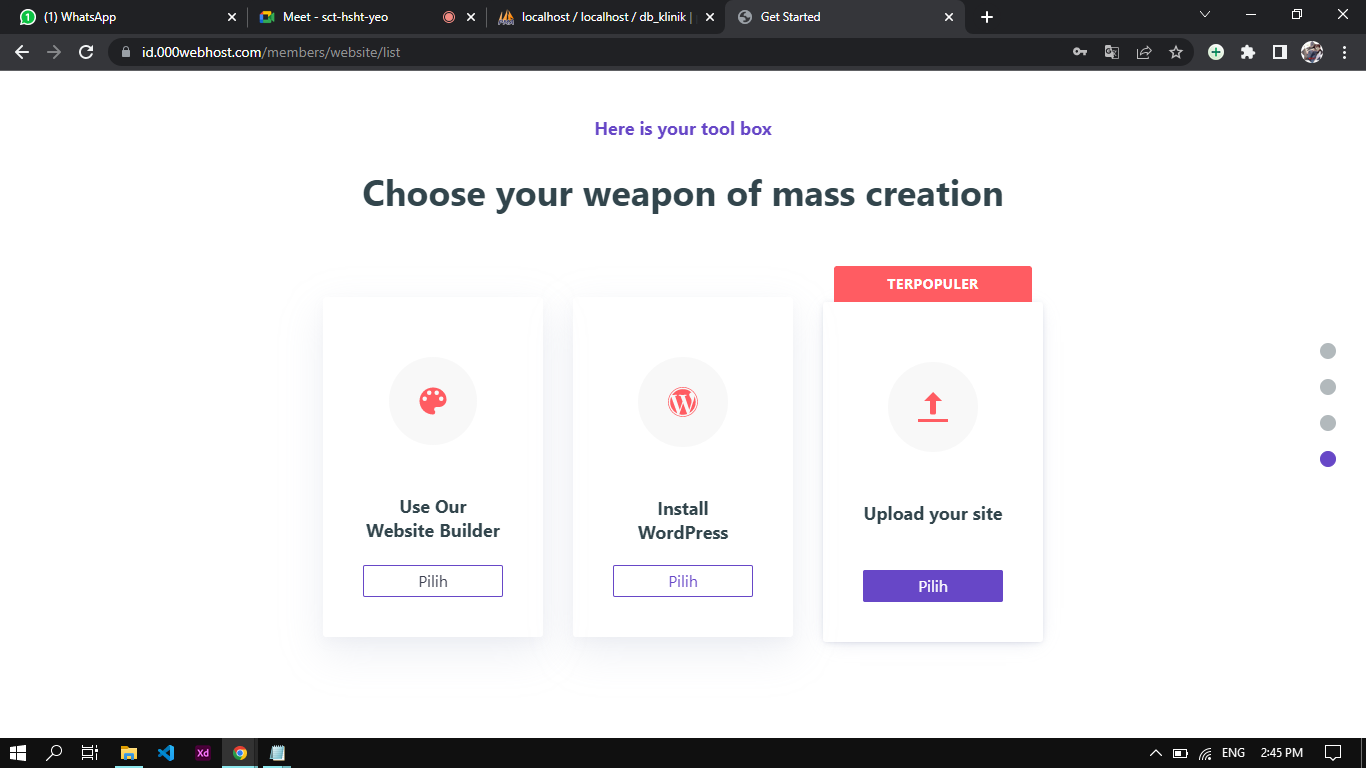 (1) WhatsApp
Meet - sct-hsht-yeo
localhost / localhost / db_klinik |
Get Started
id.000webhost.com/members/website/list
Here is your tool box
Choose your weapon of mass creation
TERPOPULER
Use Our
Website Builder
Pilih
Install
WordPress
Pilih
Upload your site
Pilih
Xd
ENG
2:45 PM